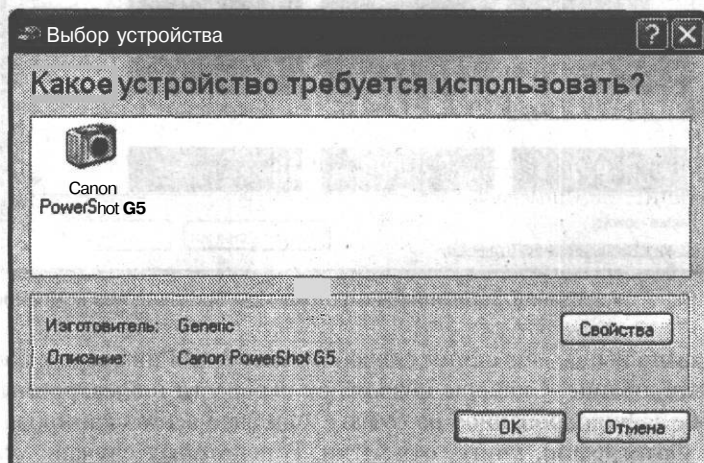 Выбор устройства
Какое устройство требуется использовать?
Canon
PowerShot G5
Изготовитель: Generic
Свойства
Описание: Canon PowerShot G5
OK
Отмена